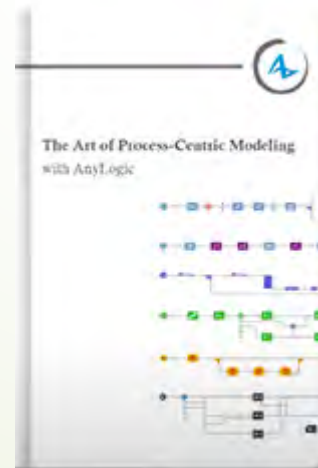 The Art of Process-Centric Modeling
with AnyLogic